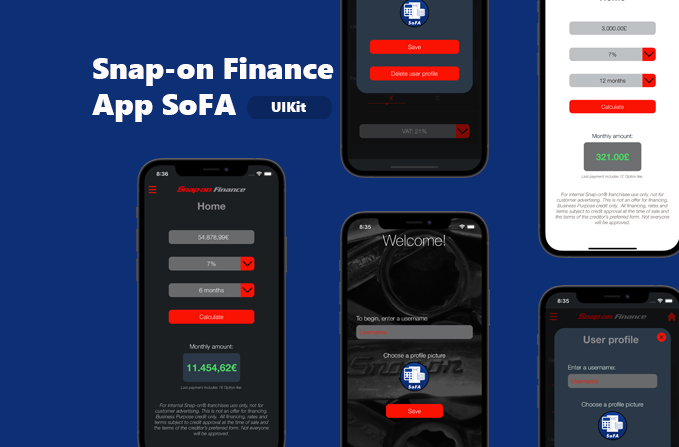 Snap-on Finance
App SoFA
UIKit
SoFA
Save
Delete user profile
VAT: 21%
3.000.00£
7%
12 months
Calculate
Monthly amount:
321.00£
Last payment includes 1£ Option fee
For internal Snap-on® franchisee use only, not for
customer advertising. This is not an offer for financing.
Business Purpose credit only. All financing, rates and
terms subject to credit approval at the time of sale and
the terms of the creditor's preferred form. Not everyone
will be approved.
8:36
Snap-on Finance
Home
54.878,99€
7%
6 months
Calculate
Monthly amount:
11.454,62€
Last payment includes 1€ Option fee
For internal Snap-on® franchisee use only, not for
customer advertising. This is not an offer for financing.
Business Purpose credit only. All financing, rates and
terms subject to credit approval at the time of sale and
the terms of the creditor's preferred form. Not everyone
will be approved.
8:35
Welcome!
To begin, enter a username
Username
Choose a profile picture
SoFA
Save
8:35
Snap-on Finance
User profile
Enter a username:
Username
Choose a profile picture
SoFA